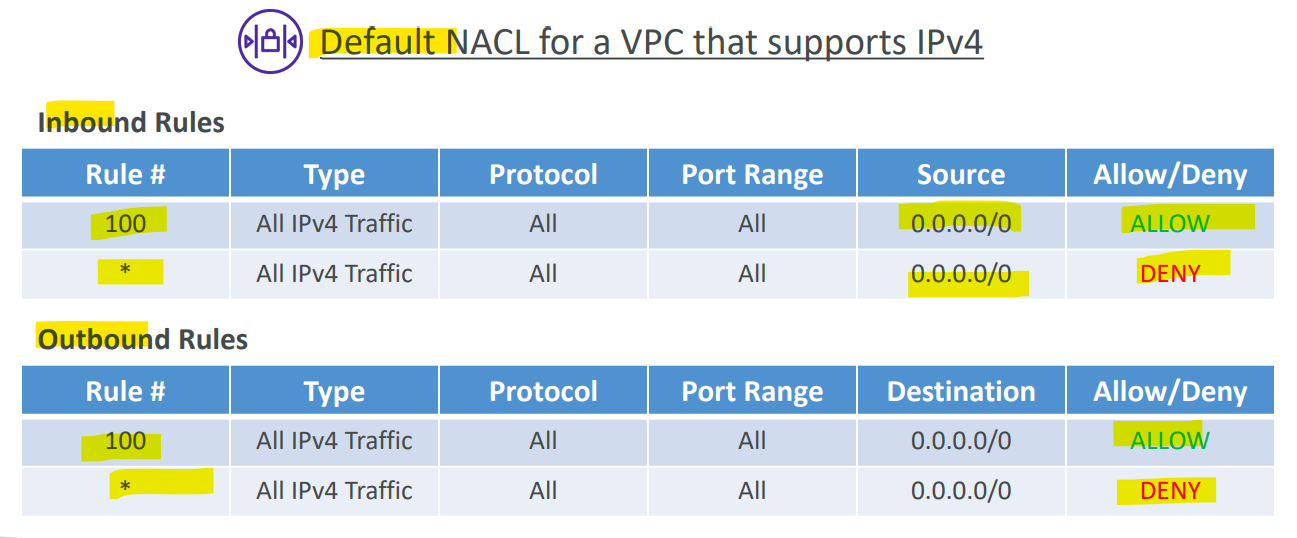 Default NACL for a VPC that supports IPv4
Inbound Rules
Rule # Type Protocol Port Range Source Allow/Deny
100 All IPv4 Traffic All All 0.0.0.0/0 ALLOW
* All IPv4 Traffic All All 0.0.0.0/0 DENY
Outbound Rules
Rule # Type Protocol Port Range Destination Allow/Deny
100 All IPv4 Traffic All All 0.0.0.0/0 ALLOW
* All IPv4 Traffic All All 0.0.0.0/0 DENY